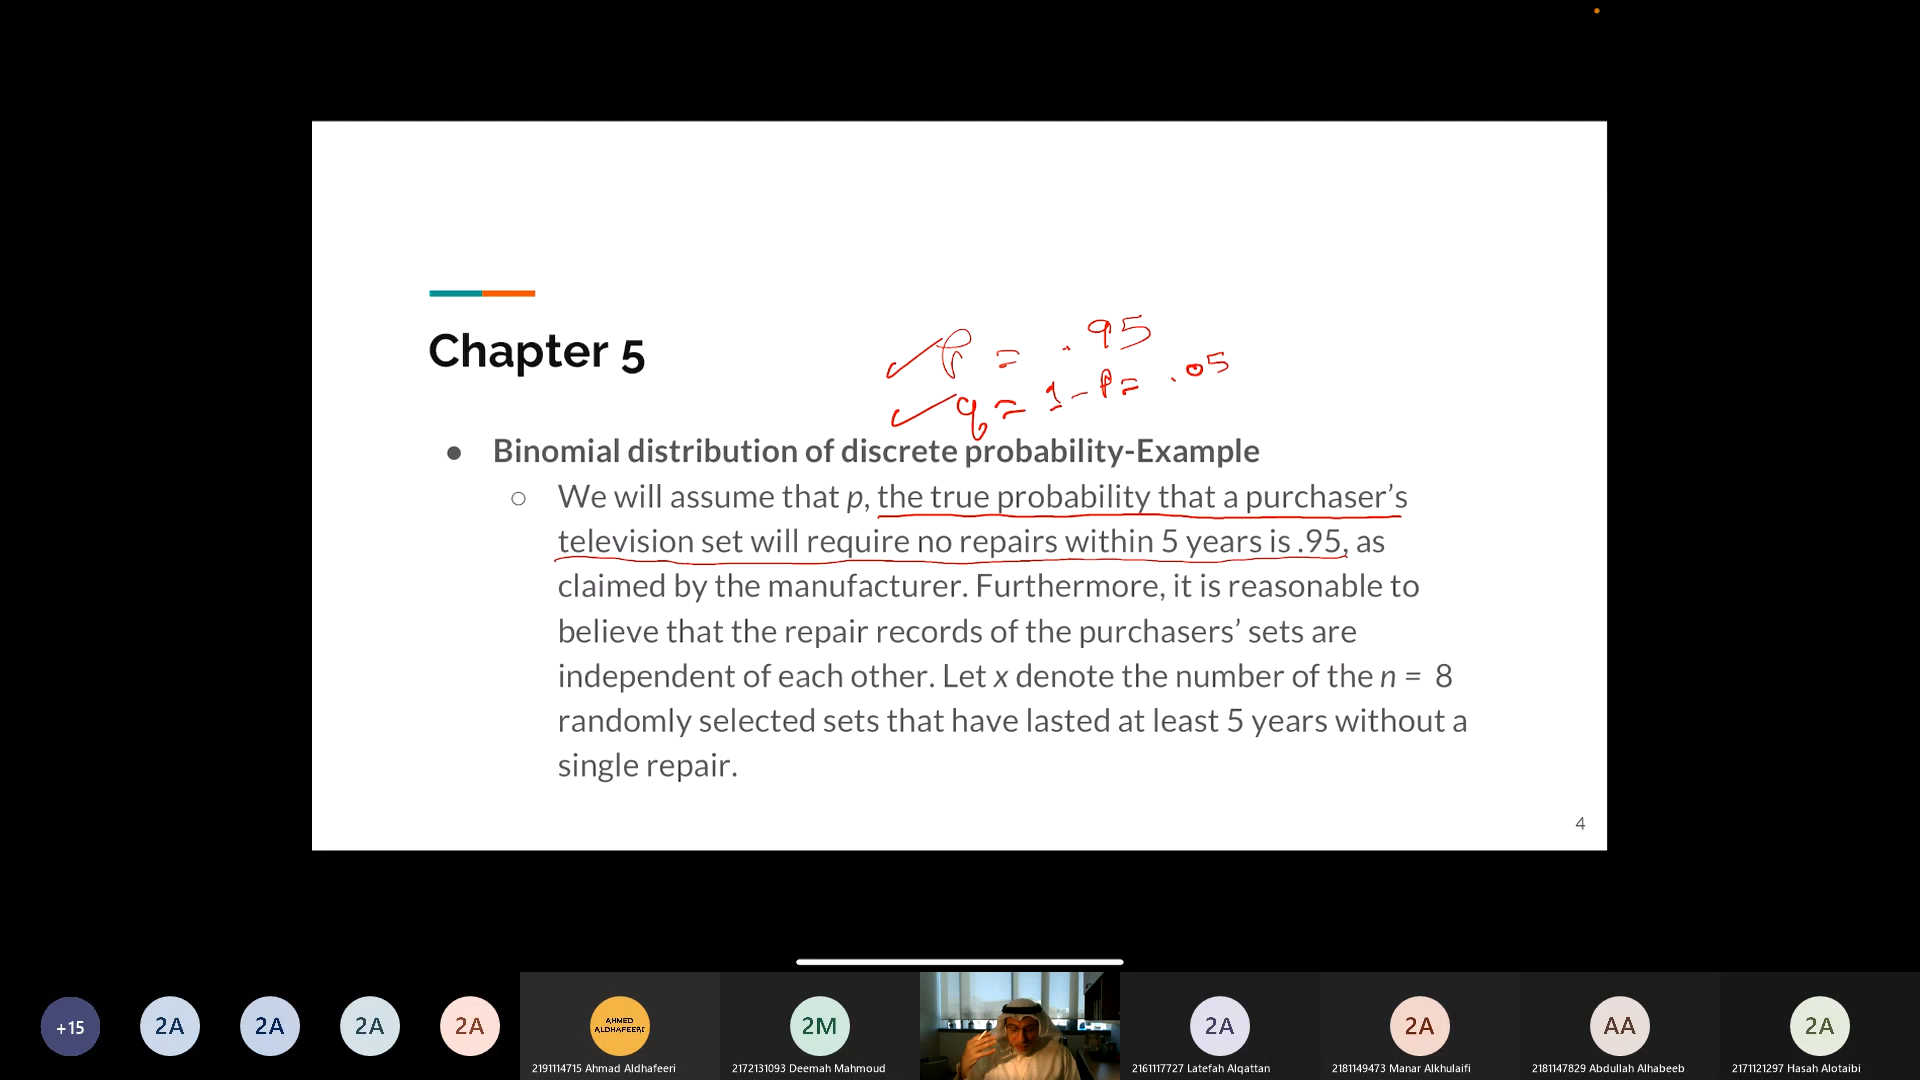 Chapter 5
P = .95
q = 1-P= .05
● Binomial distribution of discrete probability-Example
○ We will assume that p, the true probability that a purchaser’s
television set will require no repairs within 5 years is .95, as
claimed by the manufacturer. Furthermore, it is reasonable to
believe that the repair records of the purchasers’ sets are
independent of each other. Let x denote the number of the n = 8
randomly selected sets that have lasted at least 5 years without a
single repair.
4
+15
2A
2A
2A
2A
AHMED
ALDHAFEERI
2191114715 Ahmad Aldhafeeri
2M
2172131093 Deemah Mahmoud
2A
2161117727 Latefah Alqattan
2A
2181149473 Manar Alkhulaifi
AA
2181147829 Abdullah Alhabeeb
2A
2171121297 Hasah Alotaibi